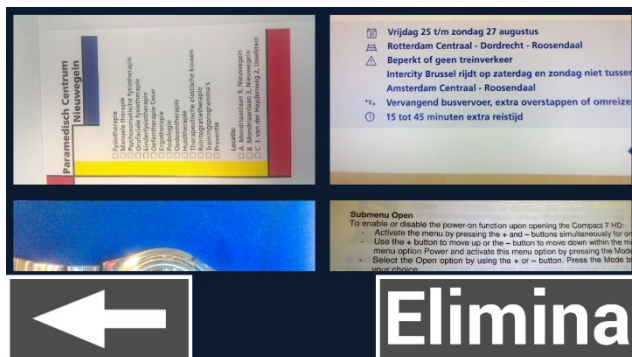 Paramedisch Centrum
Nieuwegein
Fysiotherapie
Manuele therapie
Psychosomatische fysiotherapie
Orofaciale fysiotherapie
Kinderfysiotherapie
Oefentherapie Cesar
Ergotherapie
Podologie
Oedeemtherapie
Huidtherapie
Therapeutische elastische kousen
Reïntegratietherapie
Trainingsprogramma's
Preventie
Locatie:
A Mondriaanlaan 5, Nieuwegein
B Mondriaanlaan 3, Nieuwegein
C J. van der Heydenweg 2, IJsselstein
Vrijdag 25 t/m zondag 27 augustus
Rotterdam Centraal - Dordrecht - Roosendaal
Beperkt of geen treinverkeer
Intercity Brussel rijdt op zaterdag en zondag niet tussen
Amsterdam Centraal - Roosendaal
Vervangend busvervoer, extra overstappen of omreize
15 tot 45 minuten extra reistijd
Submenu Open
To enable or disable the power-on function upon opening the Compact 7 HD:
- Activate the menu by pressing the + and – buttons simultaneously for on
- Use the + button to move up or the – button to move down within the me
menu option Power and activate this menu option by pressing the Mode
- Select the Open option by using the + or – button. Press the Mode bu
your choice
Elimina